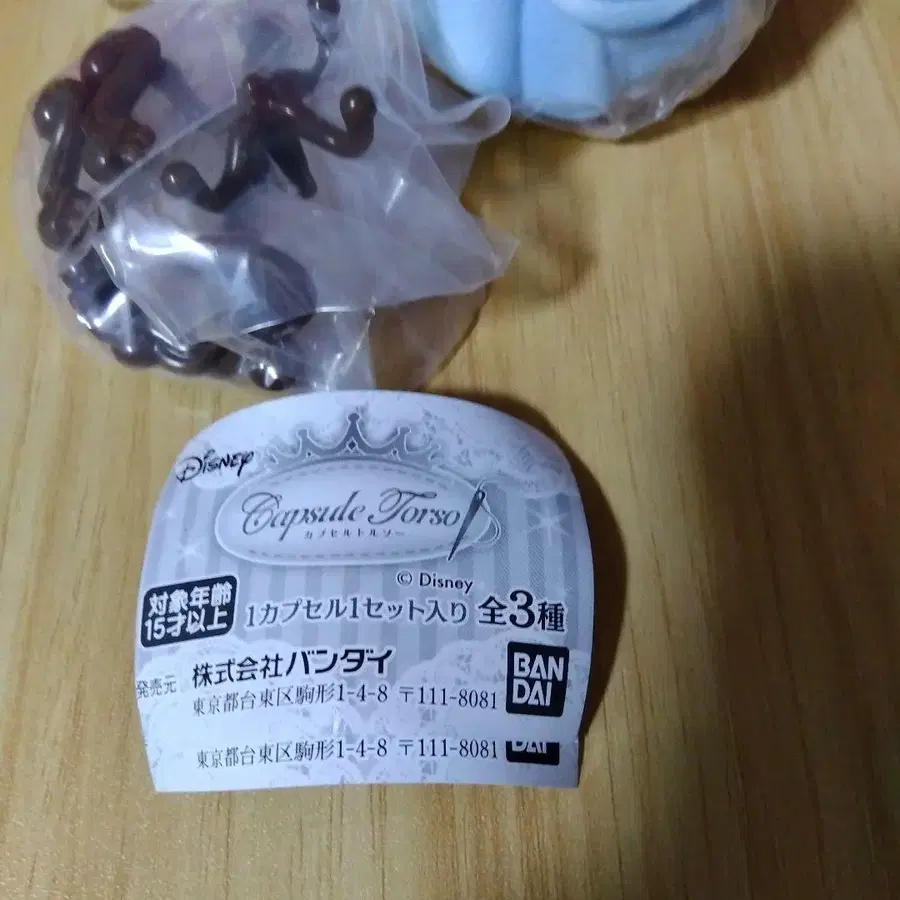 Disney
Capsule Torso
カプセルトルソー
© Disney
対象年齢
15才以上
1カプセル1セット入り 全3種
発売元 株式会社バンダイ
東京都台東区駒形1-4-8 〒111-8081
BAN
DAI
東京都台東区駒形1-4-8 〒111-8081
DAI